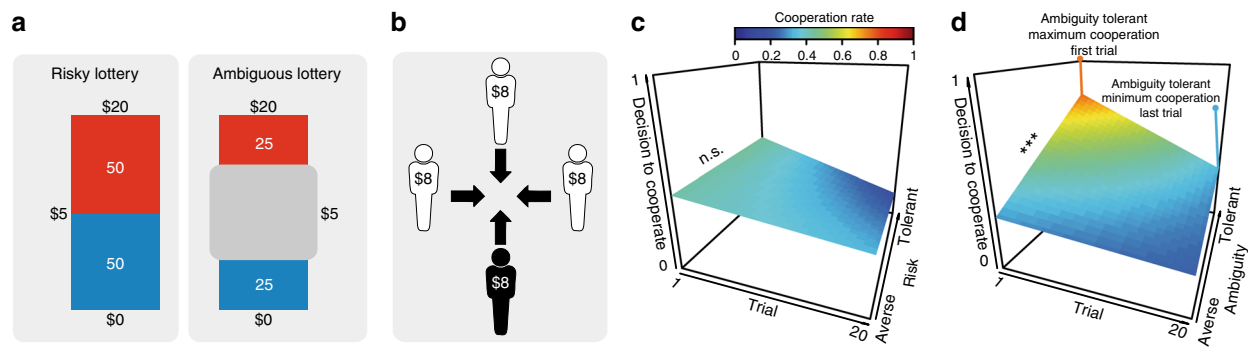 a
Risky lottery
$20
50
$5
50
$0
Ambiguous lottery
$20
25
$5
25
$0
b
$8
$8
$8
$8
c
Cooperation rate
0 0.2 0.4 0.6 0.8 1
1
Decision to cooperate
0
n.s.
1
Trial
20
Averse
Risk
Tolerant
d
Ambiguity tolerant
maximum cooperation
first trial
Ambiguity tolerant
minimum cooperation
last trial
1
Decision to cooperate
0
***
1
Trial
20
Averse
Ambiguity
Tolerant